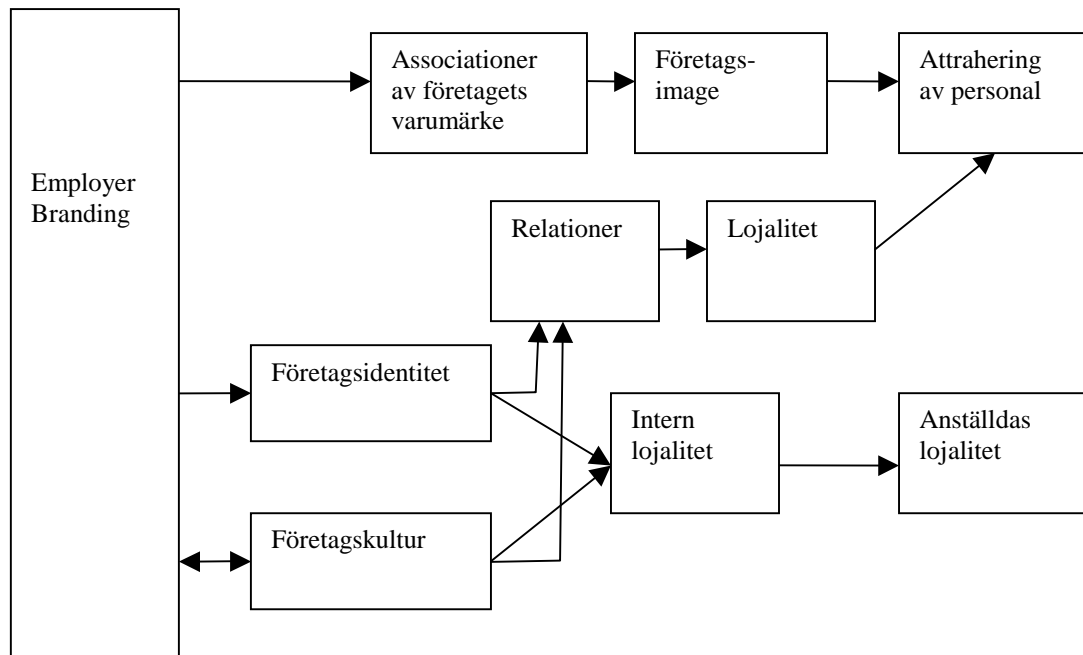 Employer
Branding
Associationer
av företagets
varumärke
Företags-
image
Attrahering
av personal
Relationer
Lojalitet
Företagsidentitet
Intern
lojalitet
Anställdas
lojalitet
Företagskultur